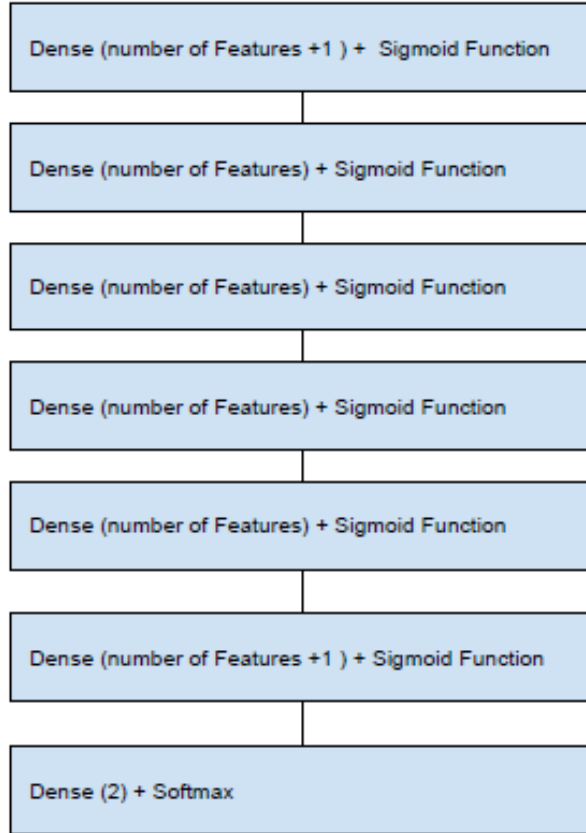 Dense (number of Features +1 ) + Sigmoid Function
Dense (number of Features) + Sigmoid Function
Dense (number of Features) + Sigmoid Function
Dense (number of Features) + Sigmoid Function
Dense (number of Features) + Sigmoid Function
Dense (number of Features +1 ) + Sigmoid Function
Dense (2) + Softmax